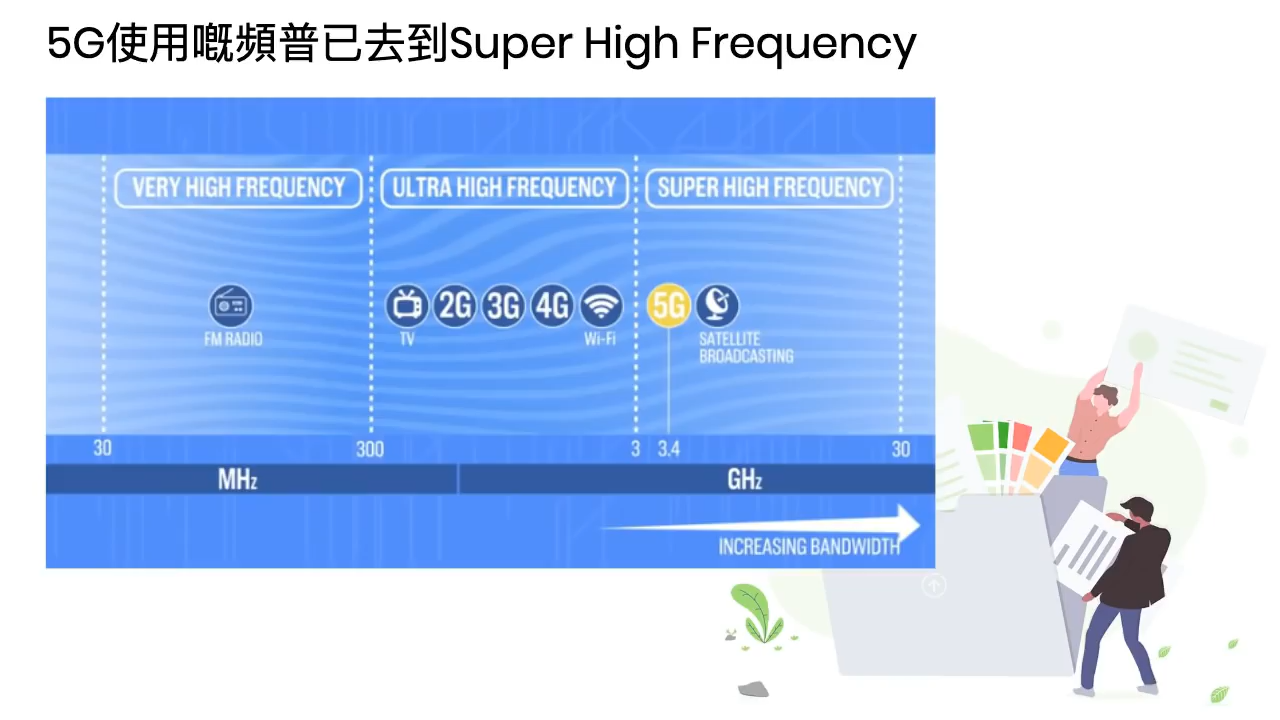 5G使用嘅頻普已去到Super High Frequency
VERY HIGH FREQUENCY
ULTRA HIGH FREQUENCY
SUPER HIGH FREQUENCY
2G
3G
4G
5G
FM RADIO
TV
Wi-Fi
SATELLITE
BROADCASTING
30
300
3
3.4
30
MHz
GHz
INCREASING BANDWIDTH